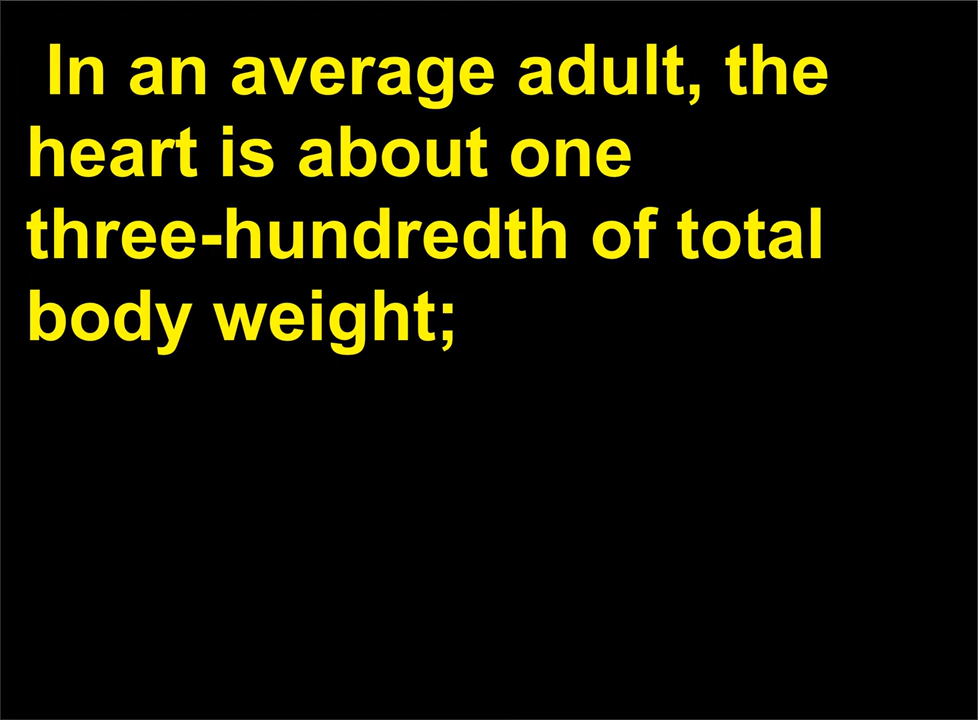 In an average adult, the
heart is about one
three-hundredth of total
body weight;